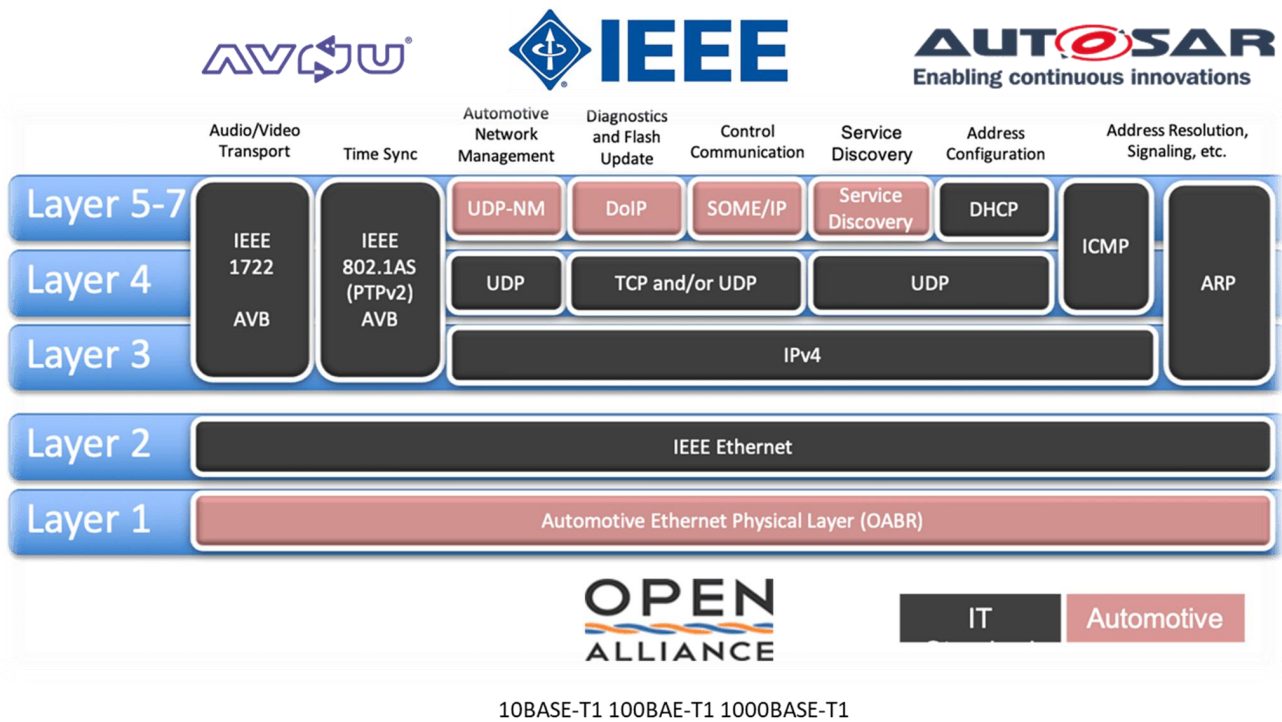 AVNU®
IEEE®
AUTOSAR
Enabling continuous innovations
Audio/Video
Transport
Time Sync
Automotive
Network
Management
Diagnostics
and Flash
Update
Control
Communication
Service
Discovery
Address
Configuration
Address Resolution,
Signaling, etc.
Layer 5-7
IEEE
1722
AVB
IEEE
802.1AS
(PTPv2)
AVB
UDP-NM
DoIP
SOME/IP
Service
Discovery
DHCP
ICMP
ARP
Layer 4
UDP
TCP and/or UDP
UDP
Layer 3
IPv4
Layer 2
IEEE Ethernet
Layer 1
Automotive Ethernet Physical Layer (OABR)
OPEN
ALLIANCE
IT
Automotive
10BASE-T1 100BAE-T1 1000BASE-T1